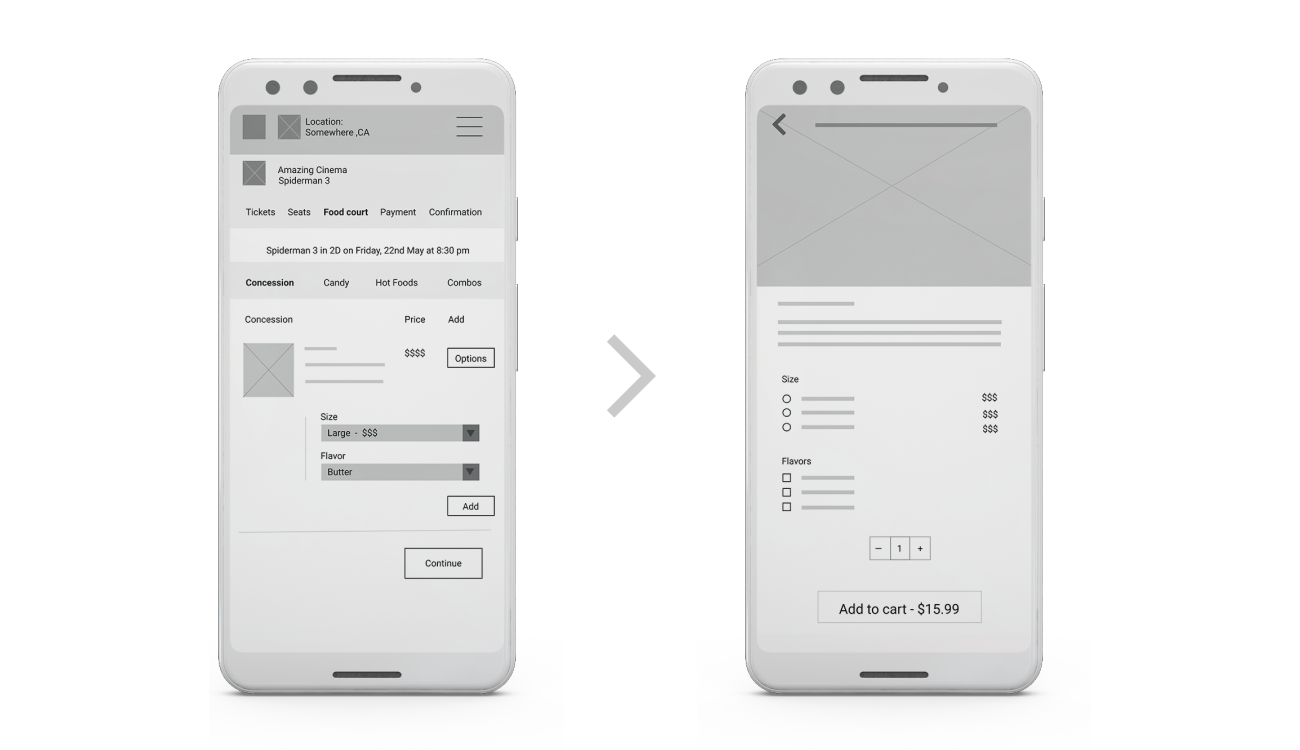 Location:
Somewhere ,CA
Amazing Cinema
Spiderman 3
Tickets Seats Food court Payment Confirmation
Spiderman 3 in 2D on Friday, 22nd May at 8:30 pm
Concession Candy Hot Foods Combos
Concession Price Add
$$$$ Options
Size
Large - $$$
Flavor
Butter
Add
Continue
Size
$$$
$$$
$$$
Flavors
– 1 +
Add to cart - $15.99